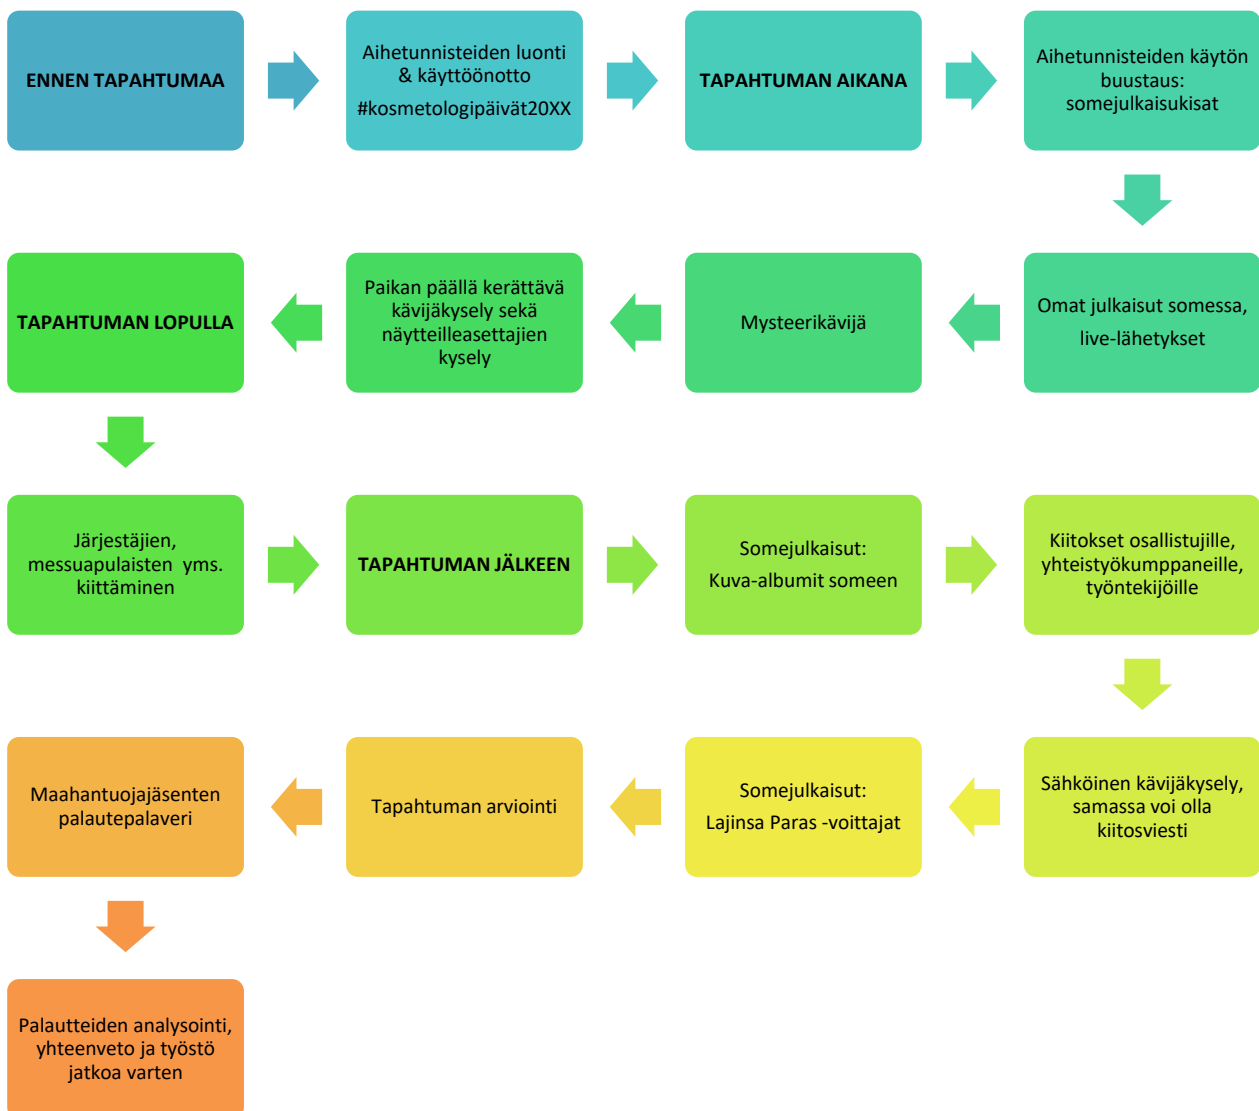 ENNEN TAPAHTUMAA
Aihetunnisteiden luonti
& käyttöönotto
#kosmetologipäivät20XX
TAPAHTUMAN AIKANA
Aihetunnisteiden käytön
buustaus:
somejulkaisukisat
Omat julkaisut somessa,
live-lähetykset
Mysteerikävijä
Paikan päällä kerättävä
kävijäkysely sekä
näytteilleasettajien
kysely
TAPAHTUMAN LOPULLA
Järjestäjien,
messuapulaisten yms.
kiittäminen
TAPAHTUMAN JÄLKEEN
Somejulkaisut:
Kuva-albumit someen
Kiitokset osallistujille,
yhteistyökumppaneille,
työntekijöille
Sähköinen kävijäkysely,
samassa voi olla
kiitosviesti
Somejulkaisut:
Lajinsa Paras -voittajat
Tapahtuman arviointi
Maahantuojajäsenten
palautepalaveri
Palautteiden analysointi,
yhteenveto ja työstö
jatkoa varten